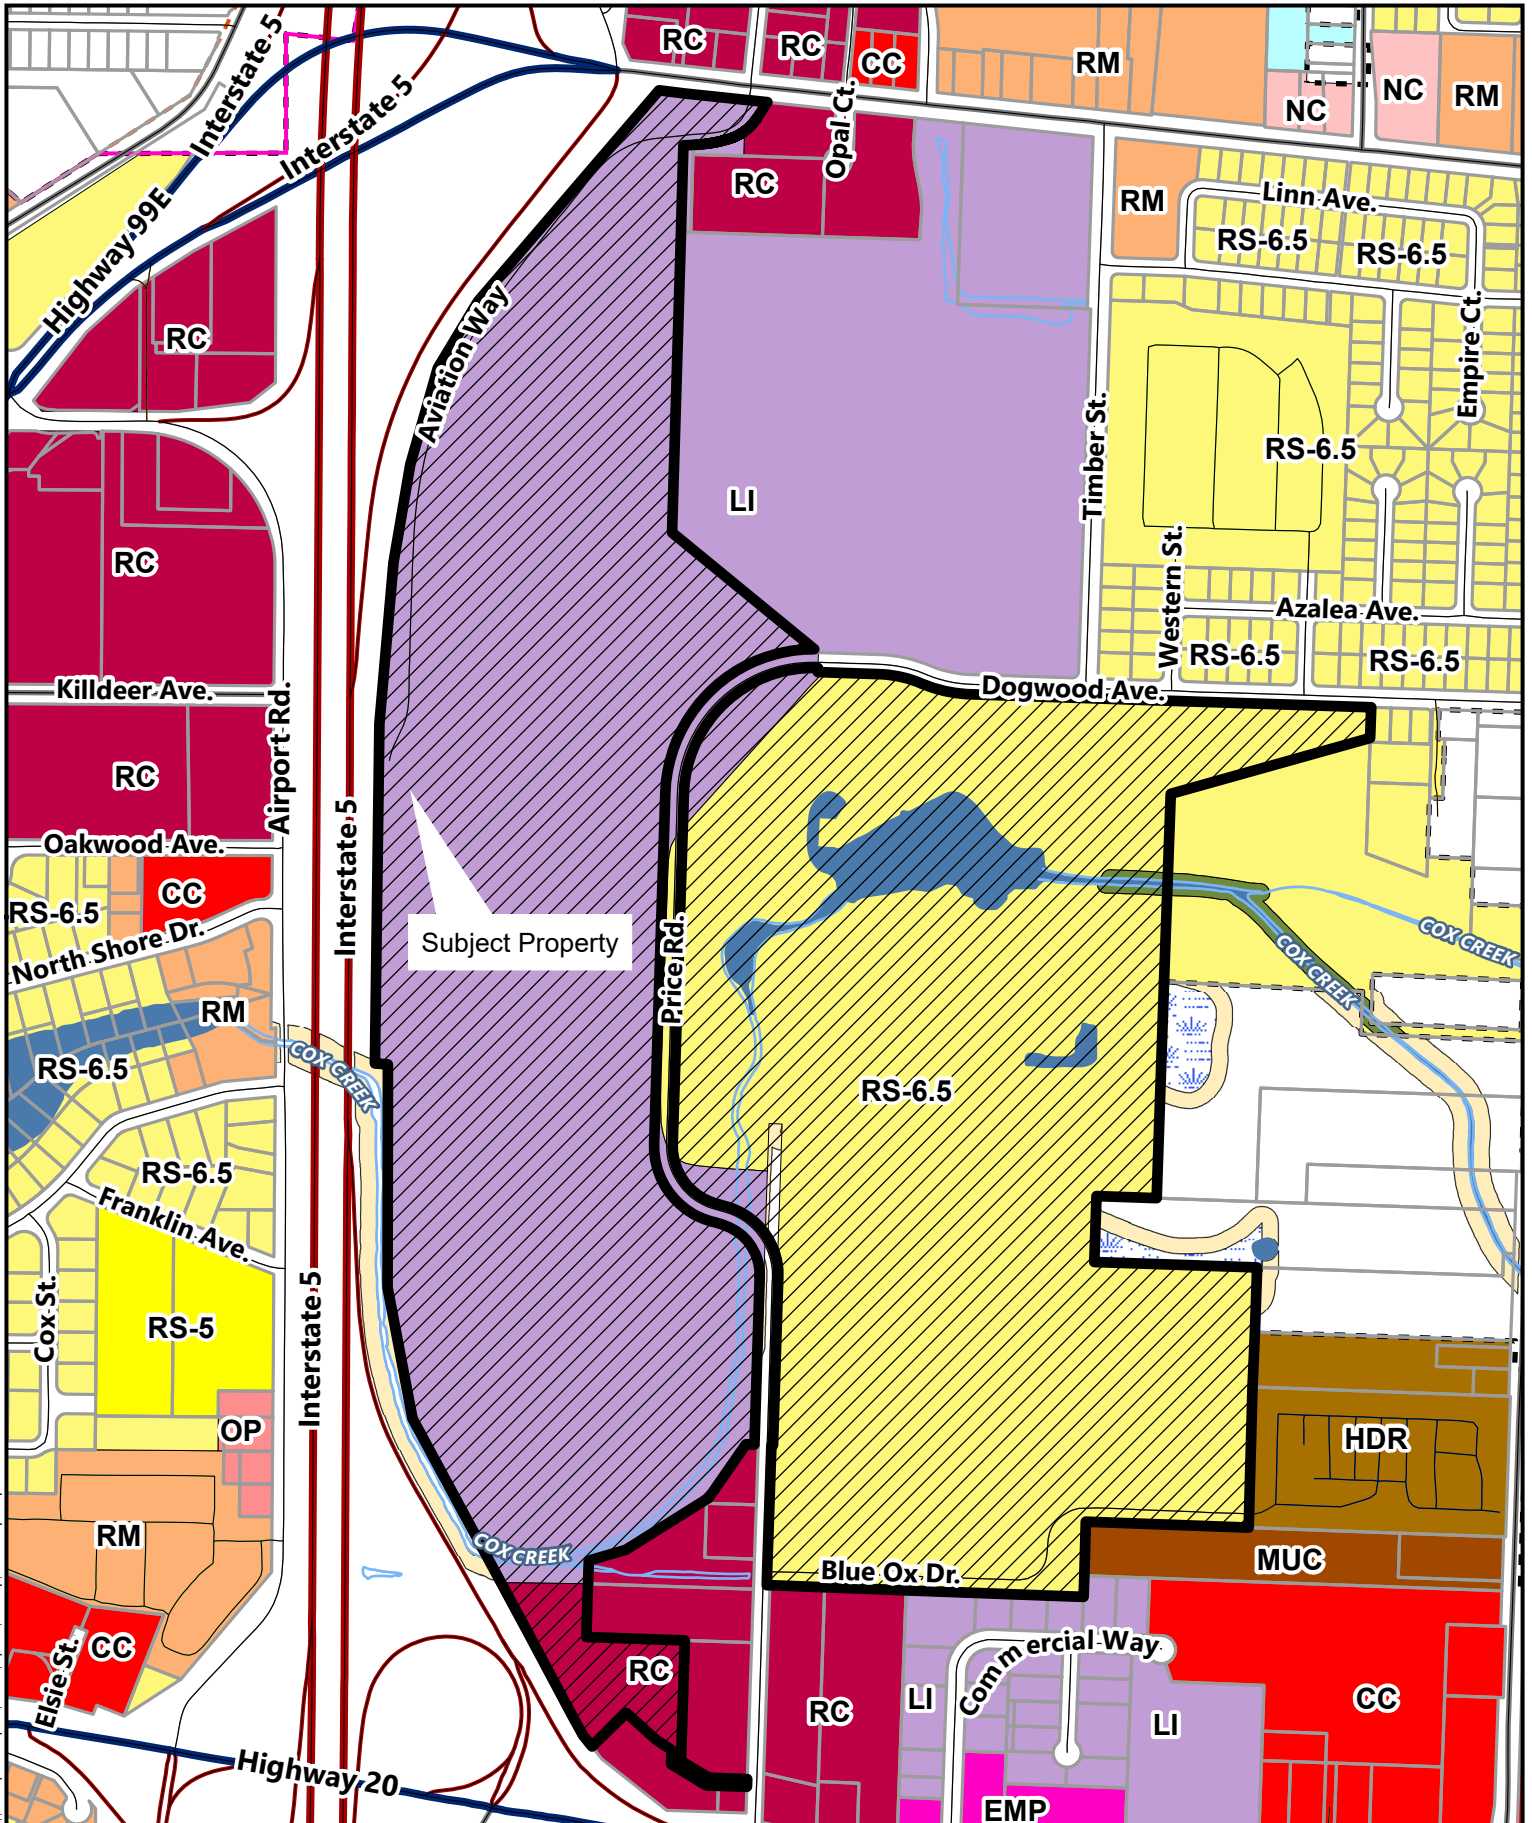 Interstate 5
RC
RC
CC
RM
NC
NC
RM
Interstate 5
Opal Ct.
RC
RM
Linn Ave.
RS-6.5
RS-6.5
Highway 99E
RC
Aviation Way
Empire Ct.
Timber St.
RS-6.5
LI
RC
Western St.
Azalea Ave.
RS-6.5
RS-6.5
Killdeer Ave.
Dogwood Ave.
Airport Rd.
RC
Interstate 5
Oakwood Ave.
CC
RS-6.5
North Shore Dr.
Subject Property
Price Rd.
COX CREEK
COX CREEK
RM
COX CREEK
RS-6.5
RS-6.5
RS-6.5
Franklin Ave.
Cox St.
RS-5
Interstate 5
OP
HDR
RM
COX CREEK
Blue Ox Dr.
MUC
CC
Elsie St.
Commercial Way
RC
RC
LI
LI
CC
Highway 20
EMP